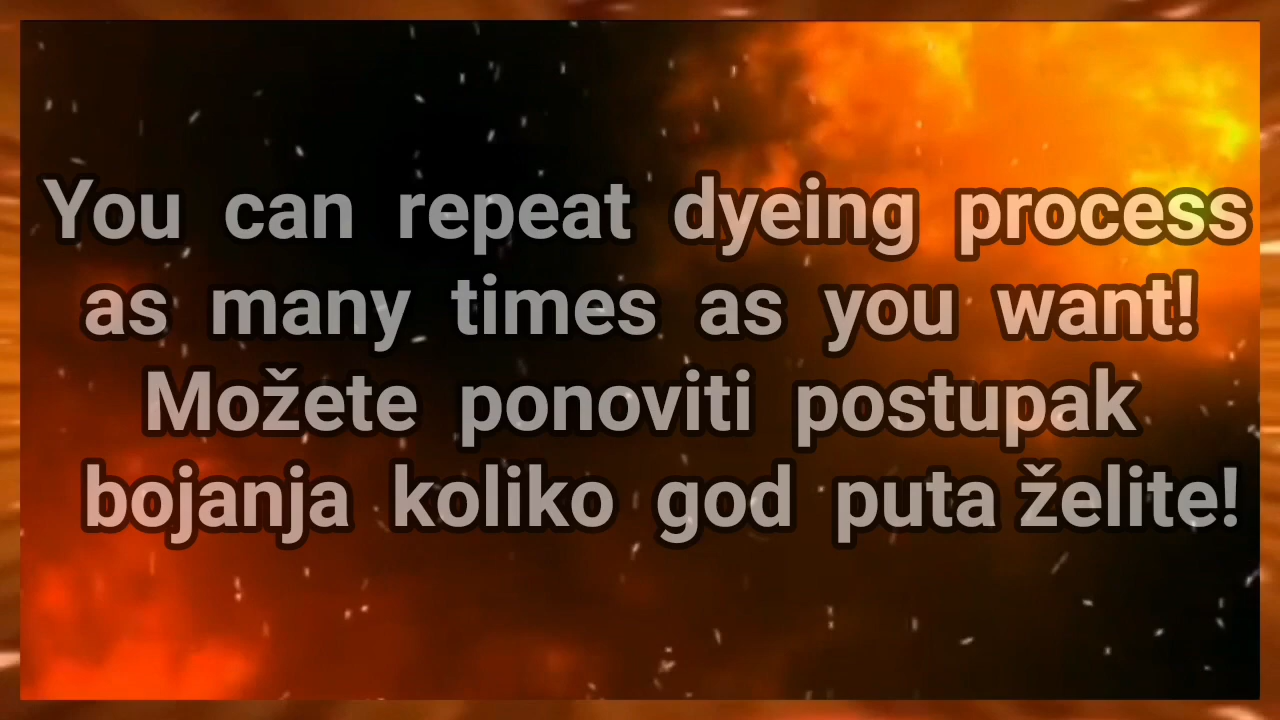 You can repeat dyeing process
as many times as you want!
Možete ponoviti postupak
bojanja koliko god puta želite!